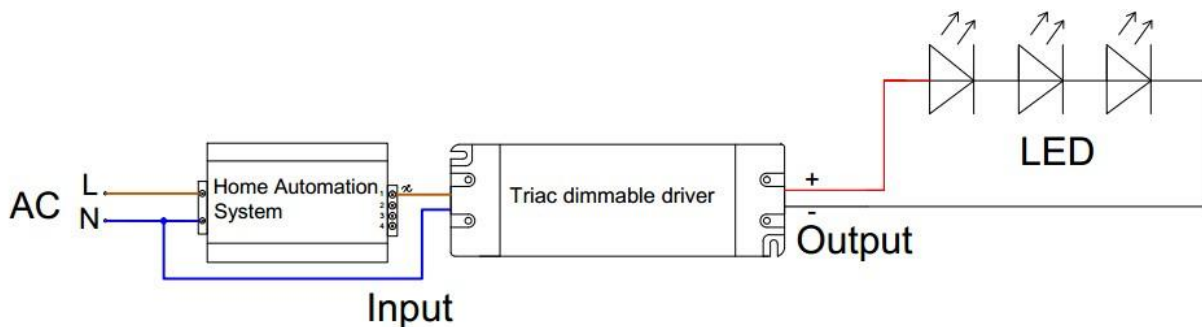 LED
Home Automation
System
1
2
3
4
Triac dimmable driver
AC
L
N
+
-
Output
Input